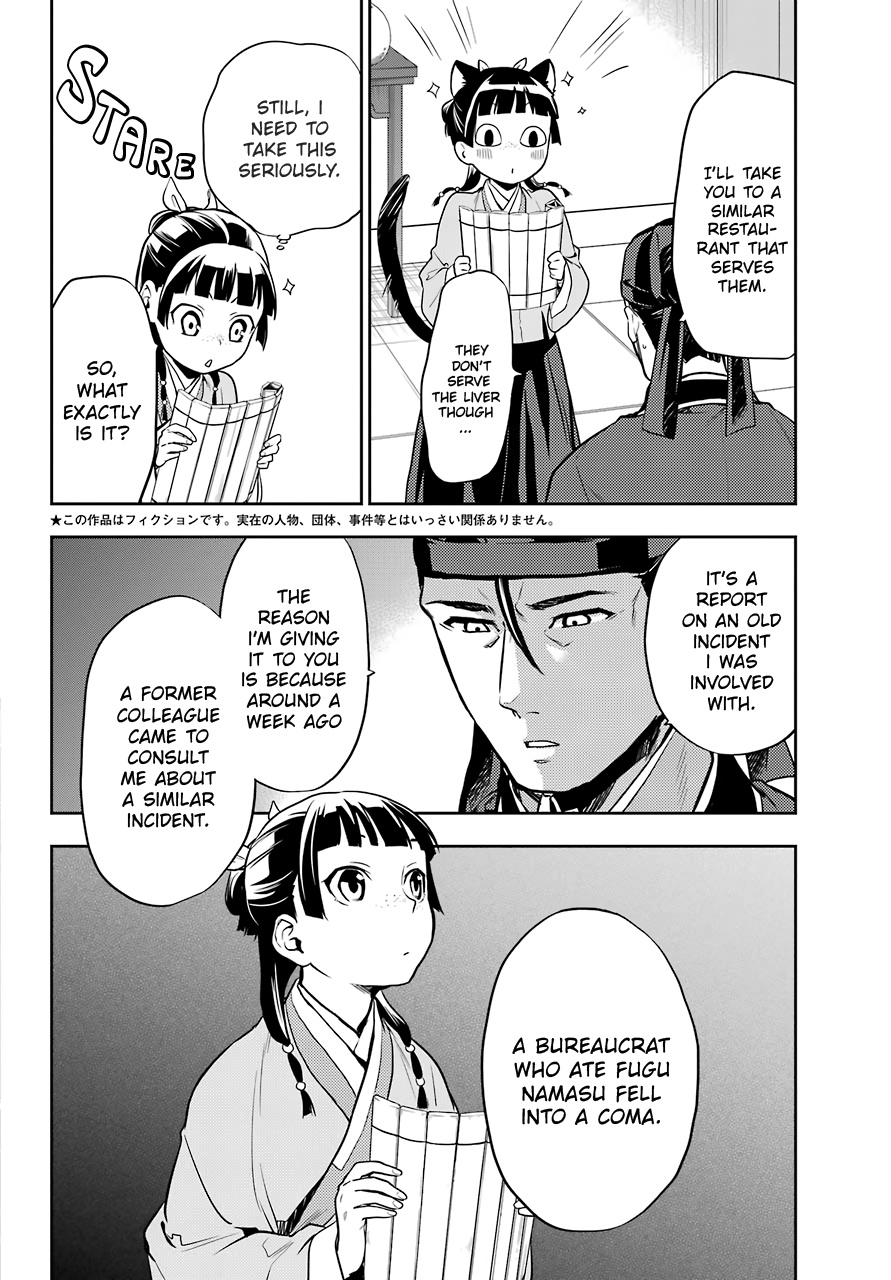 I'LL TAKE
YOU TO A
SIMILAR
RESTAU-
RANT THAT
SERVES
THEM.
THEY
DON'T
SERVE
THE LIVER
THOUGH
...
STILL, I
NEED TO
TAKE THIS
SERIOUSLY.
STARE
SO,
WHAT
EXACTLY
IS IT?
★この作品はフィクションです。実在の人物、団体、事件等とはいっさい関係ありません。
IT'S A
REPORT
ON AN OLD
INCIDENT
I WAS
INVOLVED
WITH.
THE
REASON
I'M GIVING
IT TO YOU
IS BECAUSE
AROUND
A WEEK AGO
A FORMER
COLLEAGUE
CAME TO
CONSULT
ME ABOUT
A SIMILAR
INCIDENT.
A BUREAUCRAT
WHO ATE FUGU
NAMASU FELL
INTO A COMA.